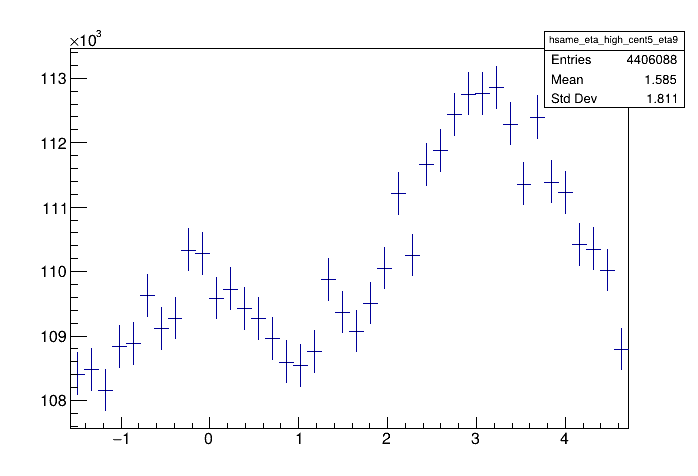 ×10³
hsame_eta_high_cent5_eta9
Entries 4406088
Mean 1.585
Std Dev 1.811
113
112
111
110
109
108
−1 0 1 2 3 4